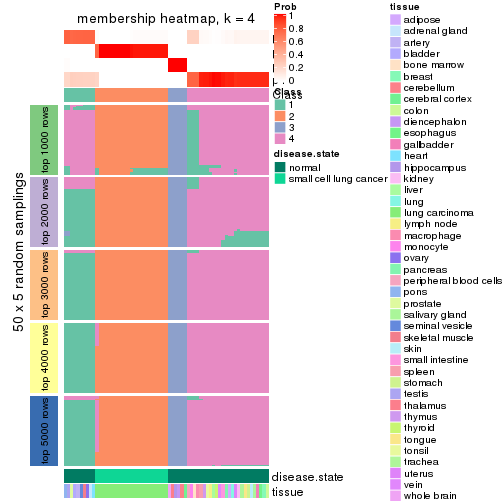 membership heatmap, k = 4
50 x 5 random samplings
top 1000 rows
top 2000 rows
top 3000 rows
top 4000 rows
top 5000 rows
Class
disease.state
tissue
Prob
1
0.8
0.6
0.4
0.2
0
Class
1
2
3
4
disease.state
normal
small cell lung cancer
tissue
adipose
adrenal gland
artery
bladder
bone marrow
breast
cerebellum
cerebral cortex
colon
diencephalon
esophagus
gallbladder
heart
hippocampus
kidney
liver
lung
lung carcinoma
lymph node
macrophage
monocyte
ovary
pancreas
peripheral blood cells
pons
prostate
salivary gland
seminal vesicle
skeletal muscle
skin
small intestine
spleen
stomach
testis
thalamus
thymus
thyroid
tongue
tonsil
trachea
uterus
vein
whole brain